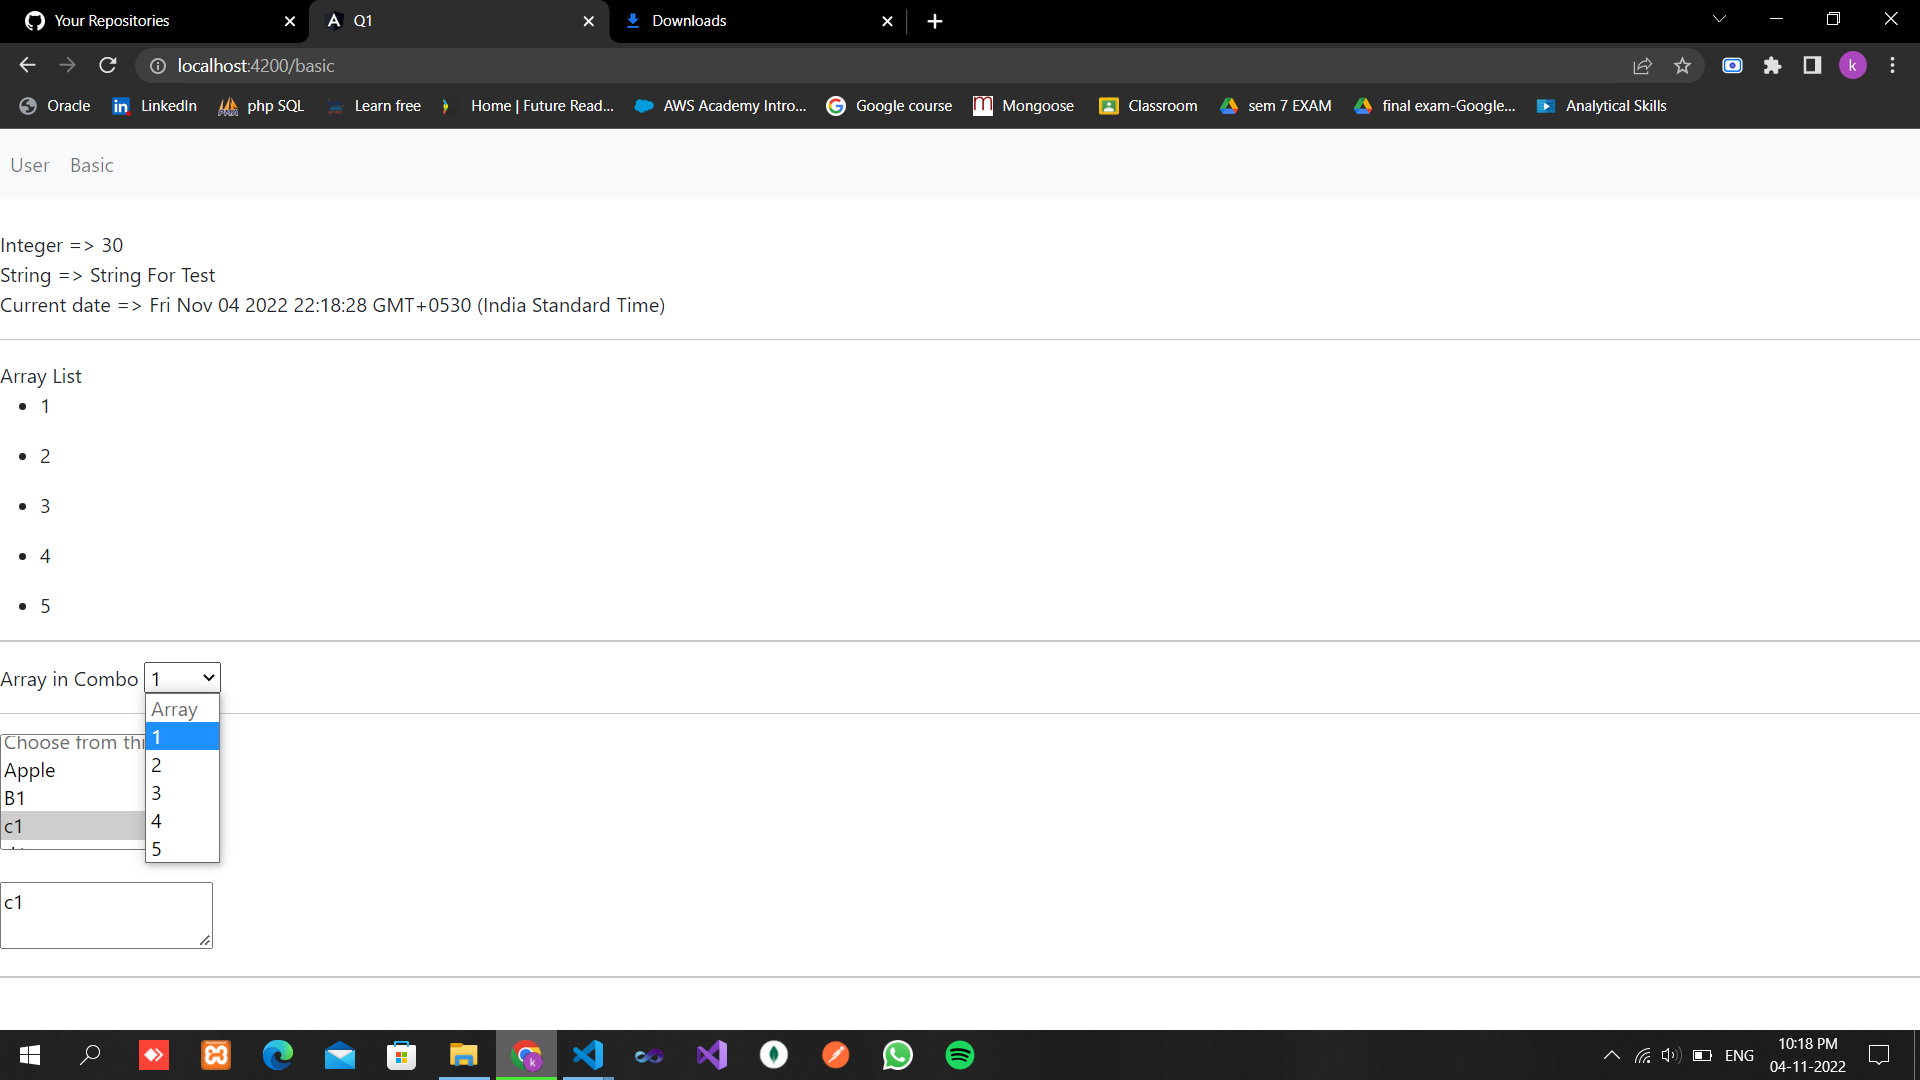 Your Repositories
Q1
Downloads
localhost:4200/basic
k
Oracle
LinkedIn
php SQL
Learn free
Home | Future Read...
AWS Academy Intro...
Google course
Mongoose
Classroom
sem 7 EXAM
final exam-Google...
Analytical Skills
User Basic
Integer => 30
String => String For Test
Current date => Fri Nov 04 2022 22:18:28 GMT+0530 (India Standard Time)
Array List
1
2
3
4
5
Array in Combo 1
Array
1
2
3
4
5
Choose from
Apple
B1
c1
c1
ENG
10:18 PM
04-11-2022